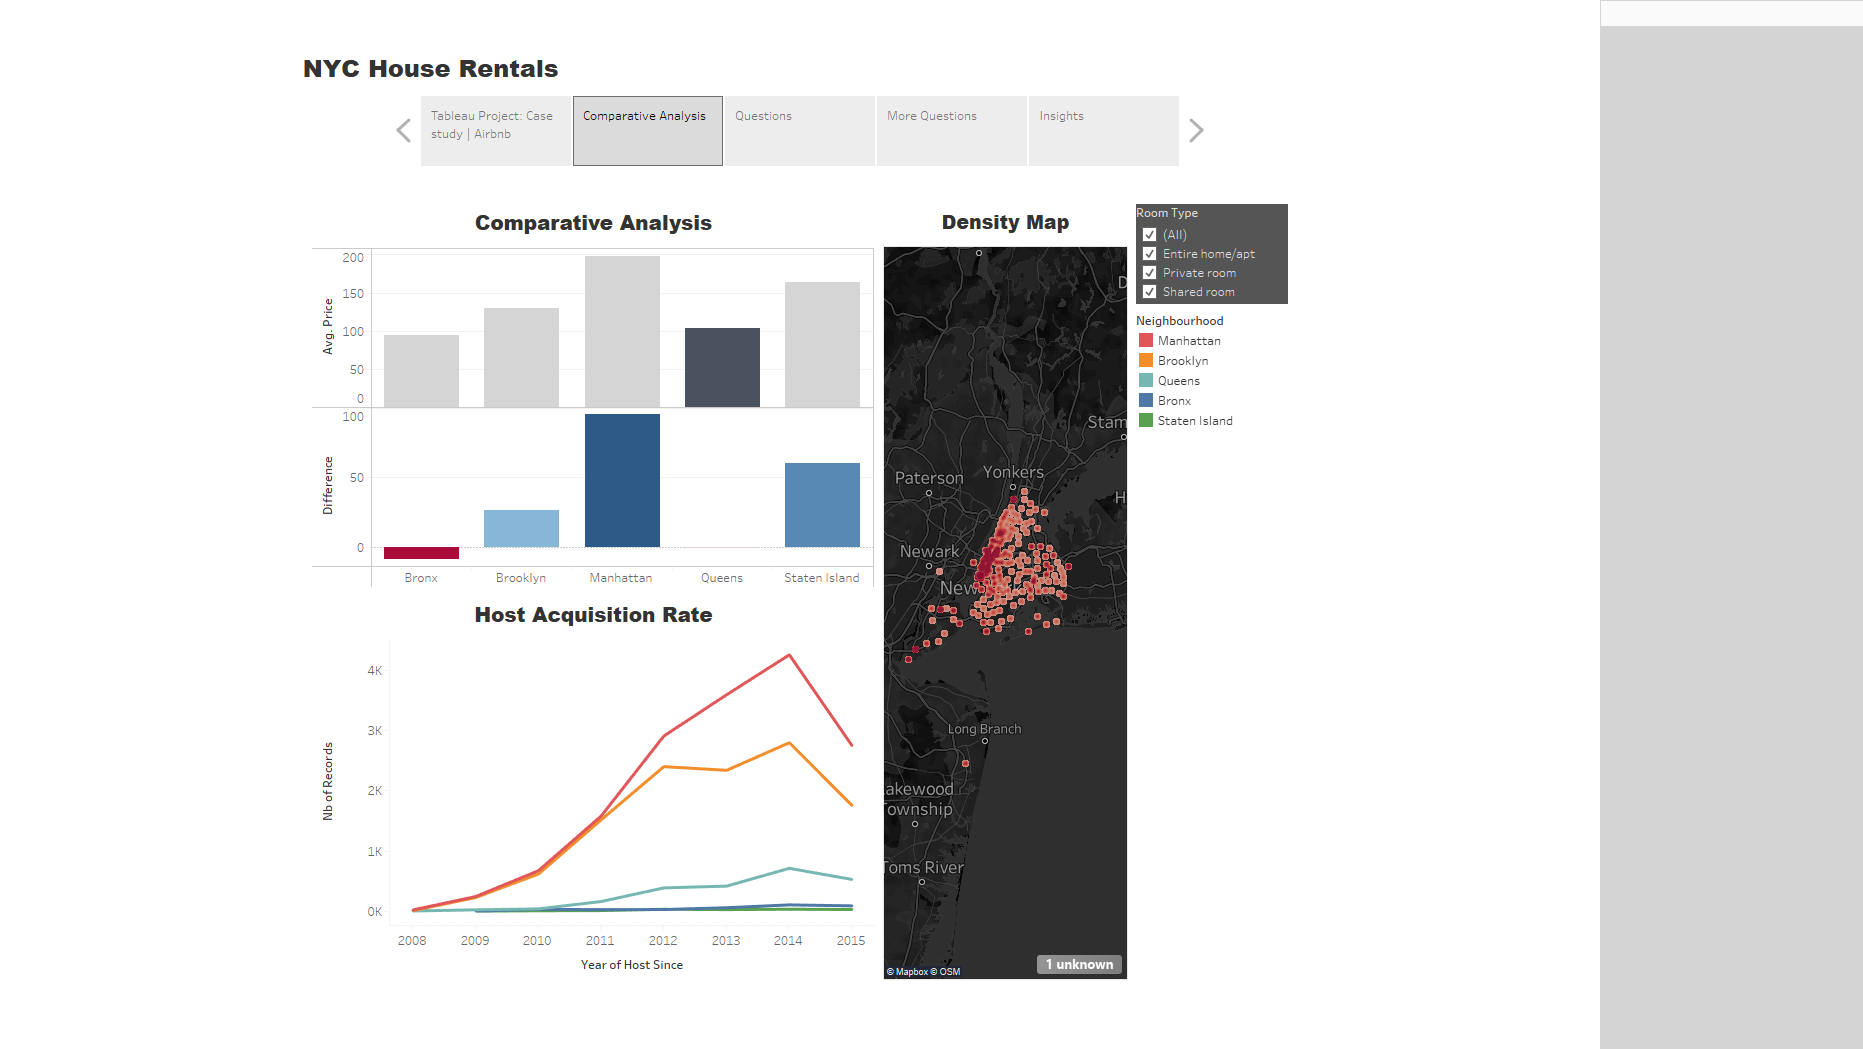 NYC House Rentals
Tableau Project: Case
study | Airbnb
Comparative Analysis
Questions
More Questions
Insights
Comparative Analysis
200
150
100
50
0
Avg. Price
100
50
0
Difference
Bronx
Brooklyn
Manhattan
Queens
Staten Island
Host Acquisition Rate
4K
3K
2K
1K
0K
Nb of Records
2008
2009
2010
2011
2012
2013
2014
2015
Year of Host Since
Density Map
D
Stam
Yonkers
Paterson
H
Newark
New
Long Branch
akewood
Township
Toms River
© Mapbox © OSM
1 unknown
Room Type
(All)
Entire home/apt
Private room
Shared room
Neighbourhood
Manhattan
Brooklyn
Queens
Bronx
Staten Island